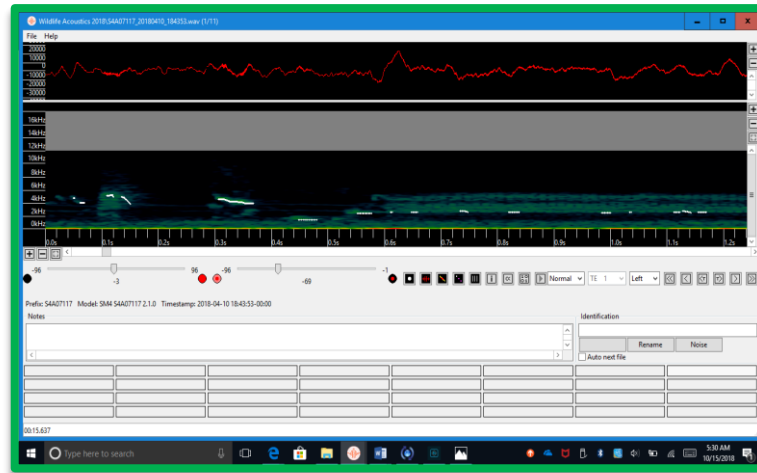 Wildlife Acoustics 2018\S4A07117_20180410_184353.wav (1/11)
File Help
20000
10000
0
-10000
-20000
-30000
16kHz
14kHz
12kHz
10kHz
8kHz
6kHz
4kHz
2kHz
0kHz
0.0s 0.1s 0.2s 0.3s 0.4s 0.5s 0.6s 0.7s 0.8s 0.9s 1.0s 1.1s 1.2s
-96 96 -96 -1
-3 -69
Normal TE 1 Left
Prefix: S4A07117 Model: SM4 S4A07117 2.1.0 Timestamp: 2018-04-10 18:43:53-00:00
Notes Identification
Rename Noise
Auto next file
00:15.637
Type here to search
5:30 AM
10/15/2018